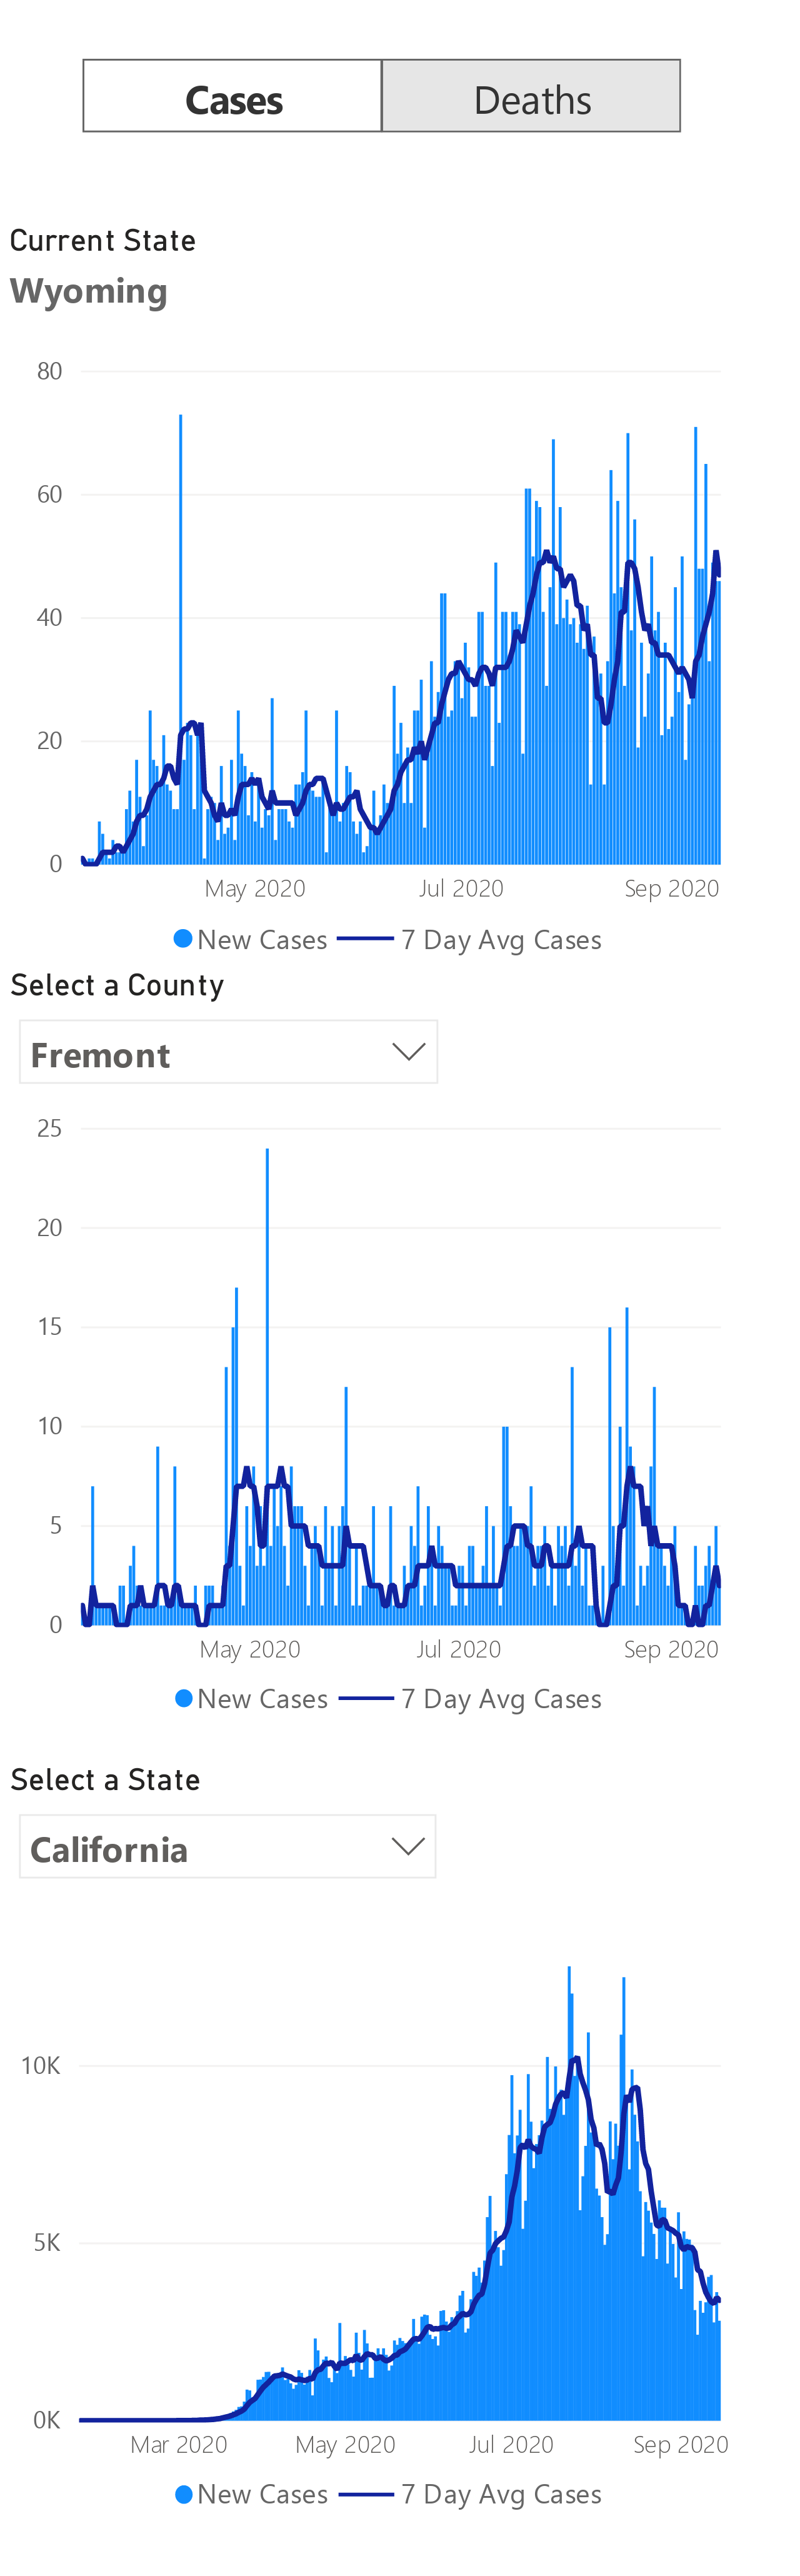 Cases Deaths
Current State
Wyoming
80
60
40
20
0
May 2020 Jul 2020 Sep 2020
New Cases 7 Day Avg Cases
Select a County
Fremont
25
20
15
10
5
0
May 2020 Jul 2020 Sep 2020
New Cases 7 Day Avg Cases
Select a State
California
10K
5K
0K
Mar 2020 May 2020 Jul 2020 Sep 2020
New Cases 7 Day Avg Cases